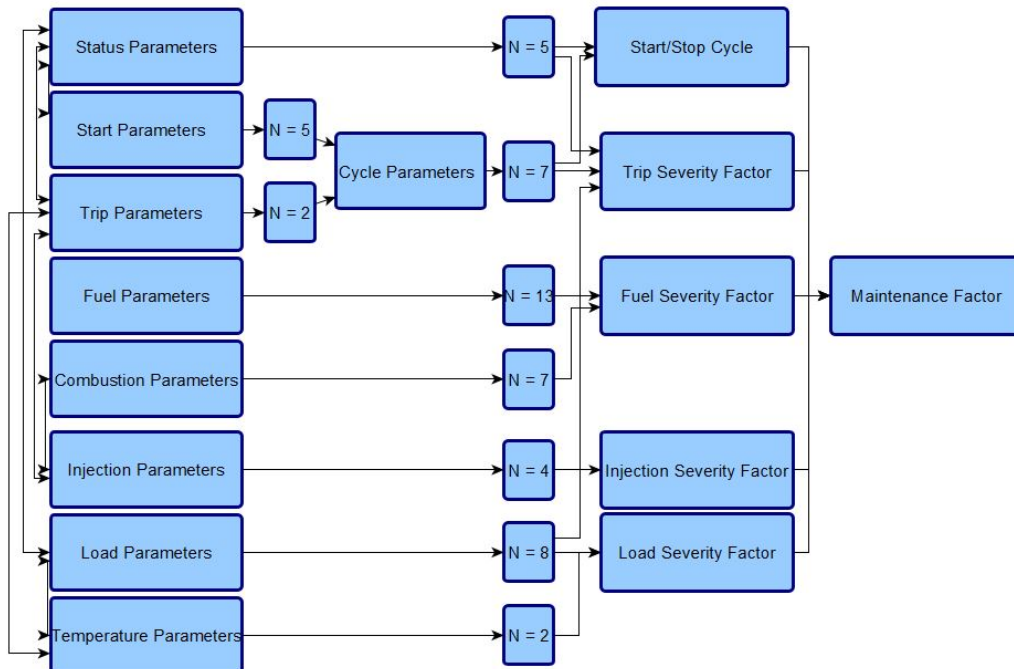 Status Parameters
N = 5
Start/Stop Cycle
Start Parameters
N = 5
Cycle Parameters
N = 7
Trip Severity Factor
Trip Parameters
N = 2
Fuel Parameters
N = 13
Fuel Severity Factor
Maintenance Factor
Combustion Parameters
N = 7
Injection Parameters
N = 4
Injection Severity Factor
Load Parameters
N = 8
Load Severity Factor
Temperature Parameters
N = 2